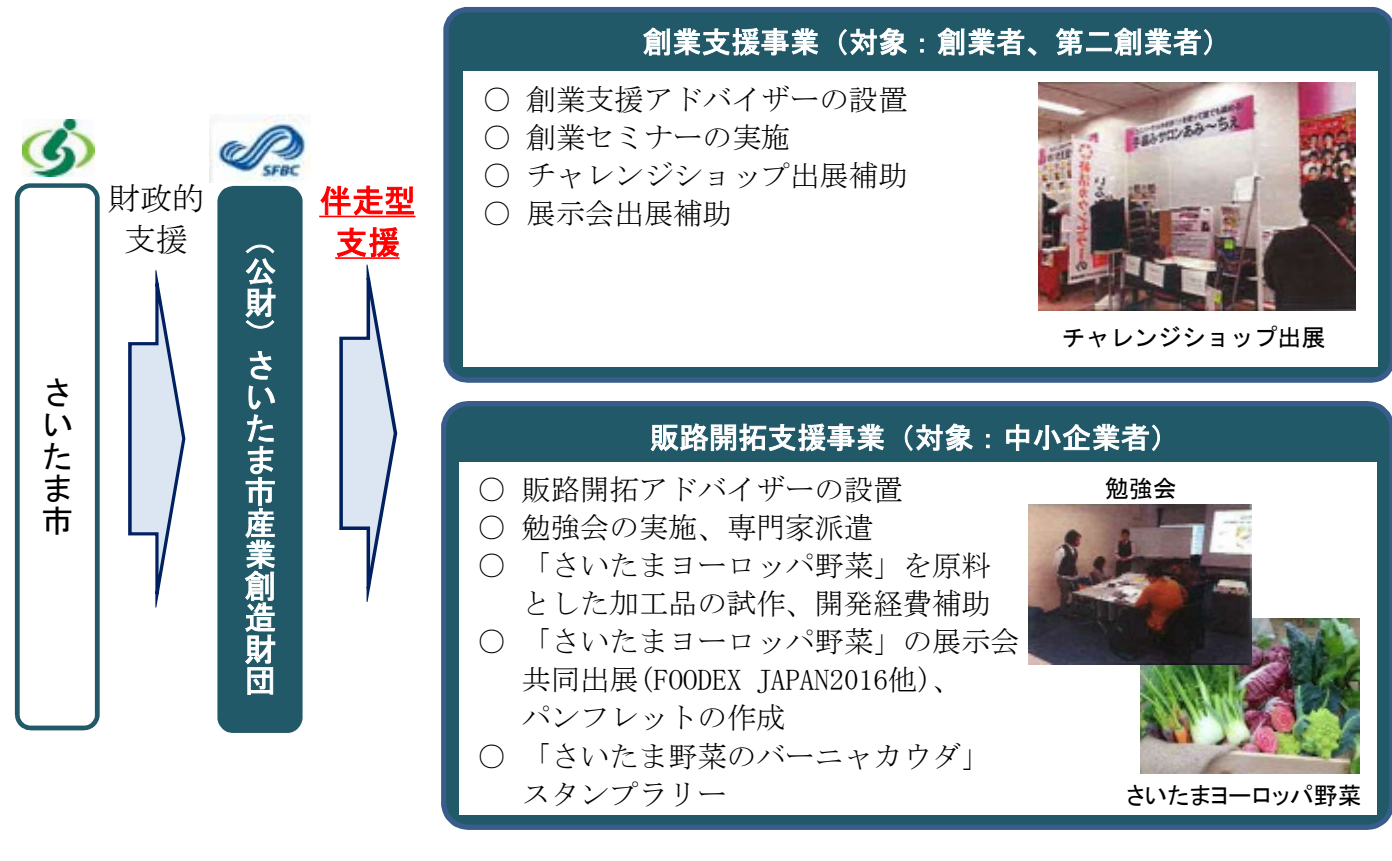 SFBC
さいたま市
財政的
支援
（公財）さいたま市産業創造財団
伴走型
支援
創業支援事業（対象：創業者、第二創業者）
○ 創業支援アドバイザーの設置
○ 創業セミナーの実施
○ チャレンジショップ出展補助
○ 展示会出展補助
手編みサロンあみ～ちぇ
チャレンジショップ出展
販路開拓支援事業（対象：中小企業者）
○ 販路開拓アドバイザーの設置
○ 勉強会の実施、専門家派遣
○ 「さいたまヨーロッパ野菜」を原料
とした加工品の試作、開発経費補助
○ 「さいたまヨーロッパ野菜」の展示会
共同出展(FOODEX JAPAN2016他)、
パンフレットの作成
○ 「さいたま野菜のバーニャカウダ」
スタンプラリー
勉強会
さいたまヨーロッパ野菜